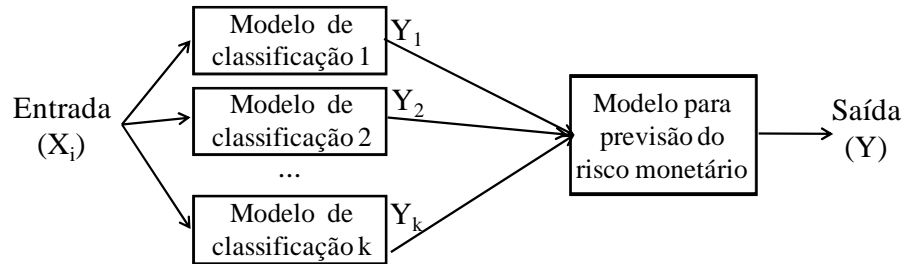 Modelo de
classificação 1
Y1
Entrada
(Xi)
Modelo de
classificação 2
Y2
...
Modelo de
classificação k
Yk
Modelo para
previsão do
risco monetário
Saída
(Y)